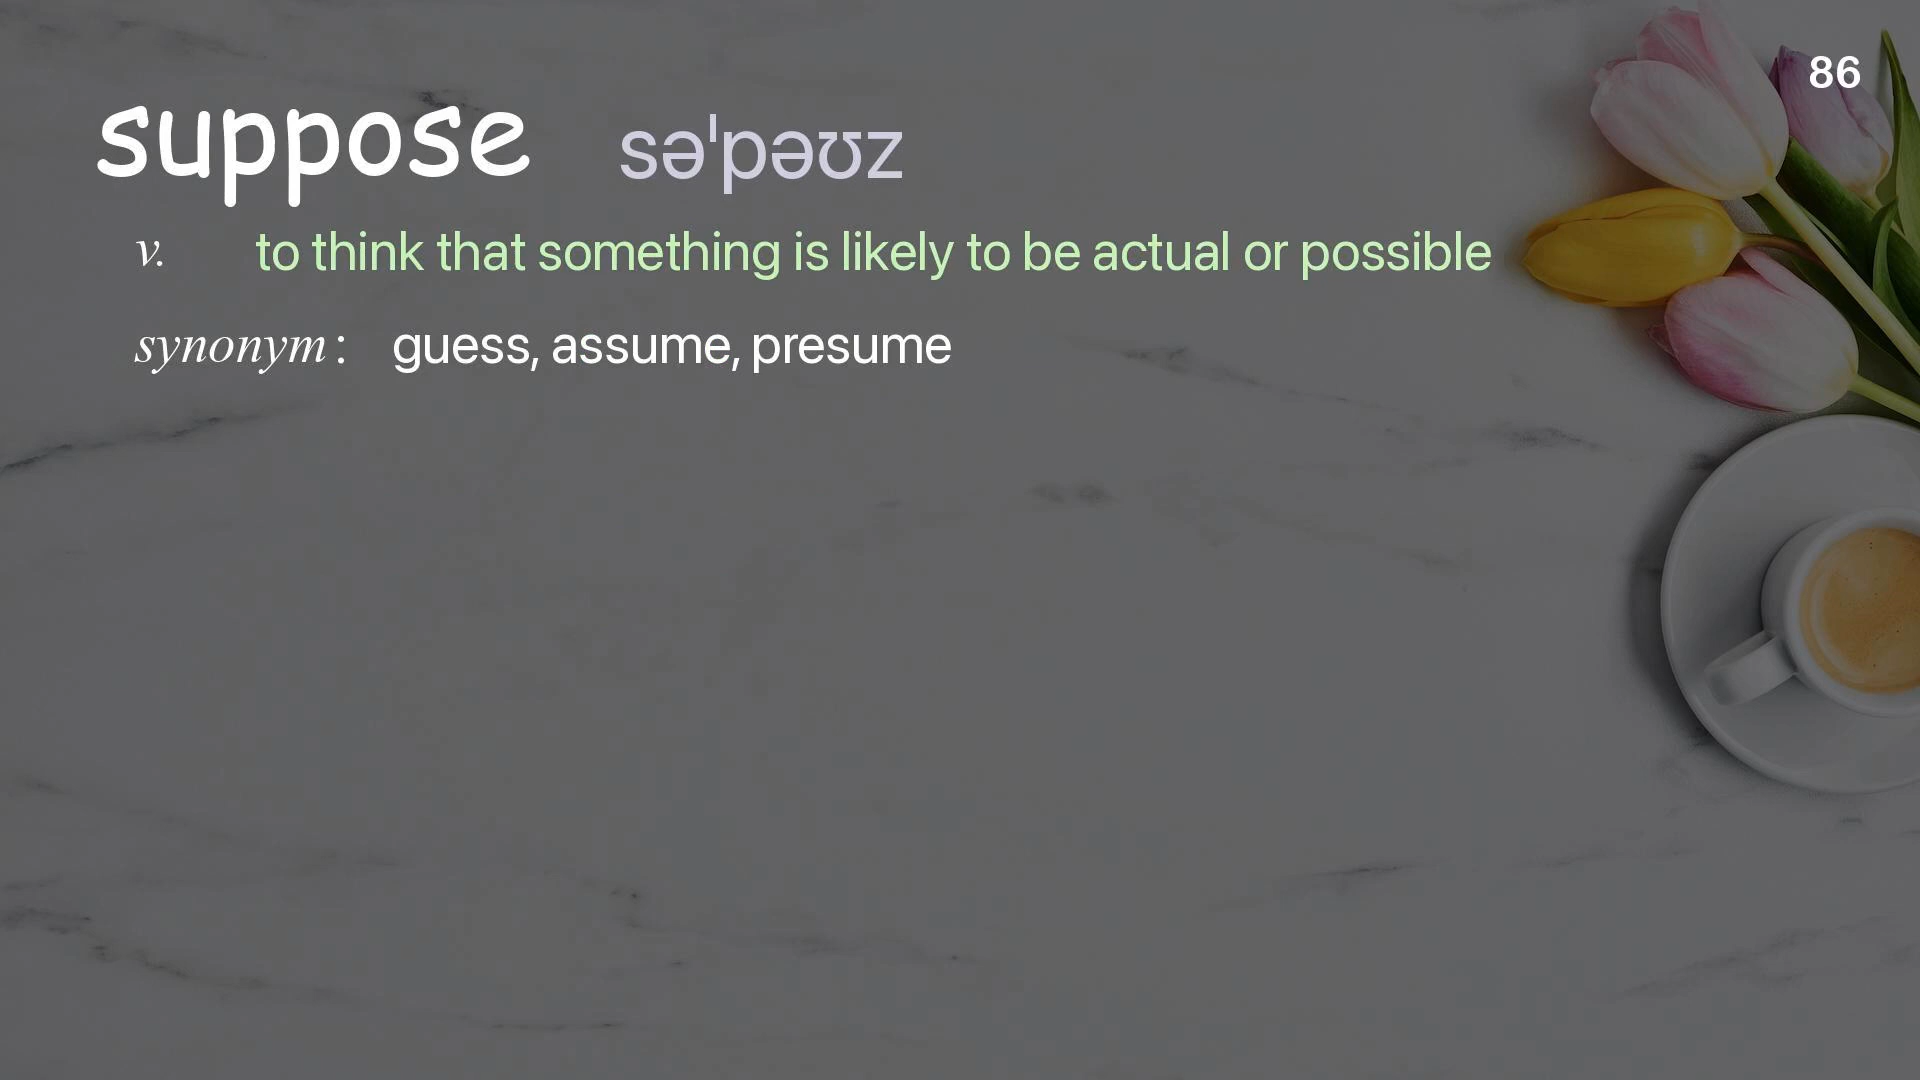 86
suppose səˈpəʊz
v. to think that something is likely to be actual or possible
synonym : guess, assume, presume